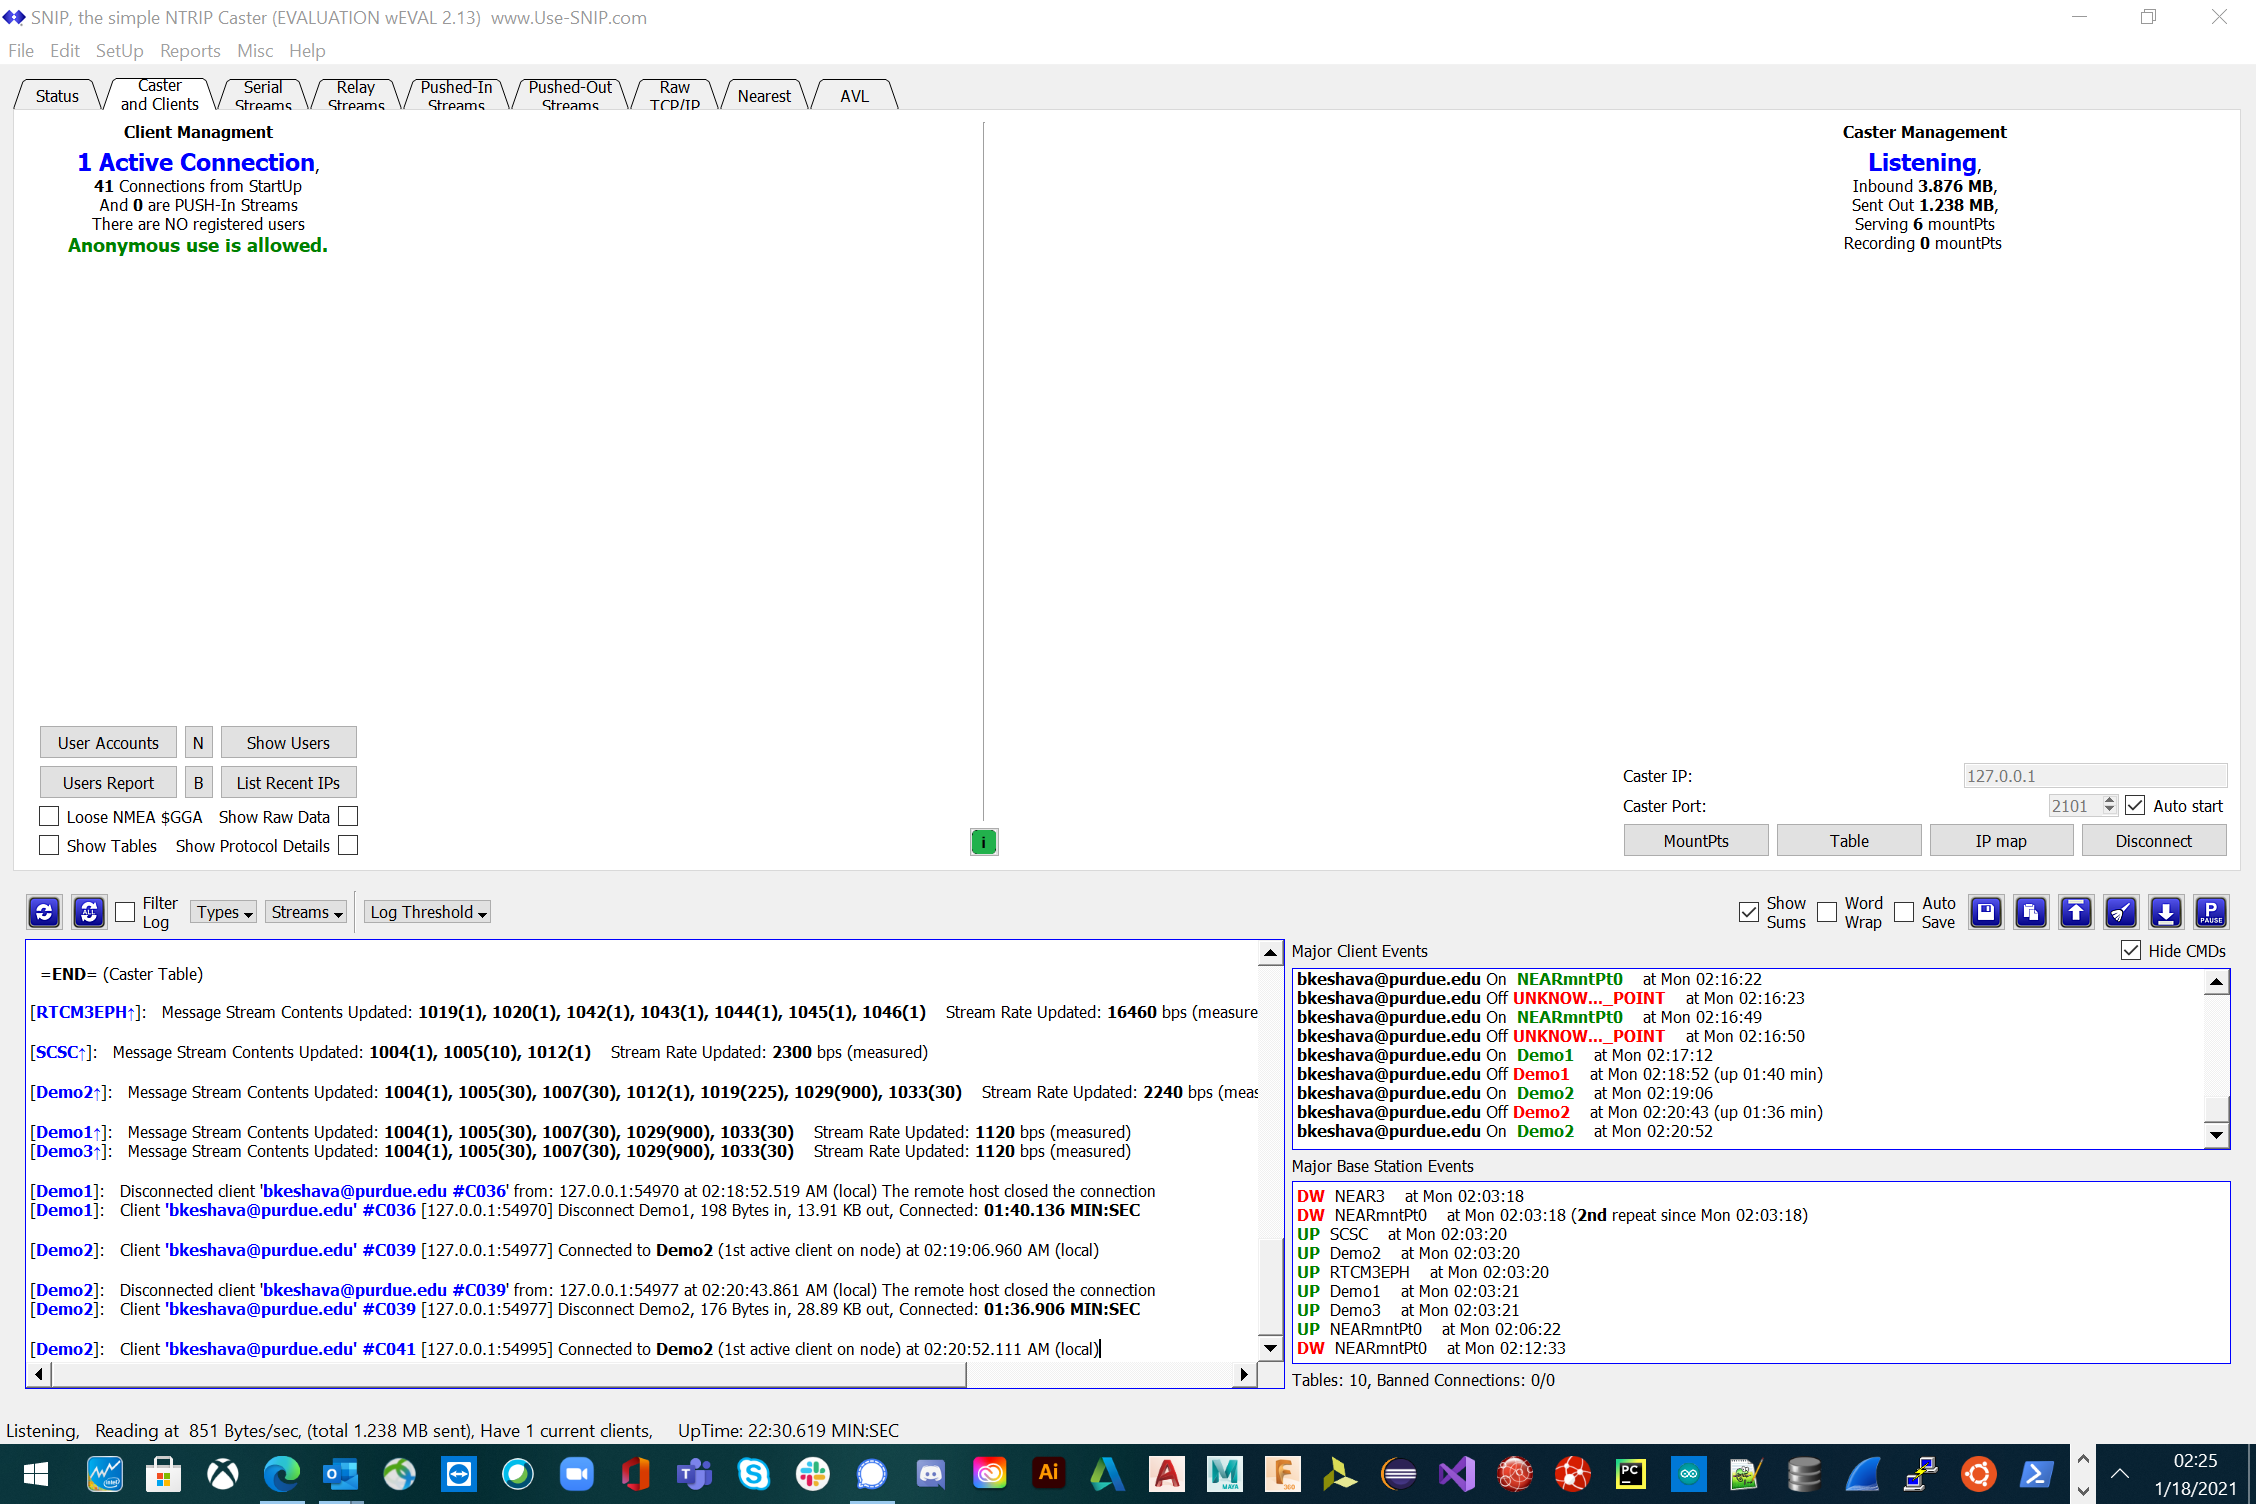 SNIP, the simple NTRIP Caster (EVALUATION wEVAL 2.13)  www.Use-SNIP.com
File Edit SetUp Reports Misc Help
Status
Caster and Clients
Serial Streams
Relay Streams
Pushed-In Streams
Pushed-Out Streams
Raw TCP/IP
Nearest
AVL
Client Managment
1 Active Connection,
41 Connections from StartUp
And 0 are PUSH-In Streams
There are NO registered users
Anonymous use is allowed.
Caster Management
Listening,
Inbound 3.876 MB,
Sent Out 1.238 MB,
Serving 6 mountPts
Recording 0 mountPts
User Accounts N Show Users
Users Report B List Recent IPs
Loose NMEA $GGA Show Raw Data
Show Tables Show Protocol Details
i
Caster IP: 127.0.0.1
Caster Port: 2101 Auto start
MountPts Table IP map Disconnect
ALL
Filter Log
Types Streams Log Threshold
Show Sums
Word Wrap
Auto Save
P PAUSE
=END= (Caster Table)
[RTCM3EPH↑]: Message Stream Contents Updated: 1019(1), 1020(1), 1042(1), 1043(1), 1044(1), 1045(1), 1046(1) Stream Rate Updated: 16460 bps (measure
[SCSC↑]: Message Stream Contents Updated: 1004(1), 1005(10), 1012(1) Stream Rate Updated: 2300 bps (measured)
[Demo2↑]: Message Stream Contents Updated: 1004(1), 1005(30), 1007(30), 1012(1), 1019(225), 1029(900), 1033(30) Stream Rate Updated: 2240 bps (meas
[Demo1↑]: Message Stream Contents Updated: 1004(1), 1005(30), 1007(30), 1029(900), 1033(30) Stream Rate Updated: 1120 bps (measured)
[Demo3↑]: Message Stream Contents Updated: 1004(1), 1005(30), 1007(30), 1029(900), 1033(30) Stream Rate Updated: 1120 bps (measured)
[Demo1]: Disconnected client 'bkeshava@purdue.edu #C036' from: 127.0.0.1:54970 at 02:18:52.519 AM (local) The remote host closed the connection
[Demo1]: Client 'bkeshava@purdue.edu' #C036 [127.0.0.1:54970] Disconnect Demo1, 198 Bytes in, 13.91 KB out, Connected: 01:40.136 MIN:SEC
[Demo2]: Client 'bkeshava@purdue.edu' #C039 [127.0.0.1:54977] Connected to Demo2 (1st active client on node) at 02:19:06.960 AM (local)
[Demo2]: Disconnected client 'bkeshava@purdue.edu #C039' from: 127.0.0.1:54977 at 02:20:43.861 AM (local) The remote host closed the connection
[Demo2]: Client 'bkeshava@purdue.edu' #C039 [127.0.0.1:54977] Disconnect Demo2, 176 Bytes in, 28.89 KB out, Connected: 01:36.906 MIN:SEC
[Demo2]: Client 'bkeshava@purdue.edu' #C041 [127.0.0.1:54995] Connected to Demo2 (1st active client on node) at 02:20:52.111 AM (local)
Major Client Events
Hide CMDs
bkeshava@purdue.edu On NEARmntPt0 at Mon 02:16:22
bkeshava@purdue.edu Off UNKNOW..._POINT at Mon 02:16:23
bkeshava@purdue.edu On NEARmntPt0 at Mon 02:16:49
bkeshava@purdue.edu Off UNKNOW..._POINT at Mon 02:16:50
bkeshava@purdue.edu On Demo1 at Mon 02:17:12
bkeshava@purdue.edu Off Demo1 at Mon 02:18:52 (up 01:40 min)
bkeshava@purdue.edu On Demo2 at Mon 02:19:06
bkeshava@purdue.edu Off Demo2 at Mon 02:20:43 (up 01:36 min)
bkeshava@purdue.edu On Demo2 at Mon 02:20:52
Major Base Station Events
DW NEAR3 at Mon 02:03:18
DW NEARmntPt0 at Mon 02:03:18 (2nd repeat since Mon 02:03:18)
UP SCSC at Mon 02:03:20
UP Demo2 at Mon 02:03:20
UP RTCM3EPH at Mon 02:03:20
UP Demo1 at Mon 02:03:21
UP Demo3 at Mon 02:03:21
UP NEARmntPt0 at Mon 02:06:22
DW NEARmntPt0 at Mon 02:12:33
Tables: 10, Banned Connections: 0/0
Listening, Reading at 851 Bytes/sec, (total 1.238 MB sent), Have 1 current clients, UpTime: 22:30.619 MIN:SEC
Ai
PC
02:25
1/18/2021